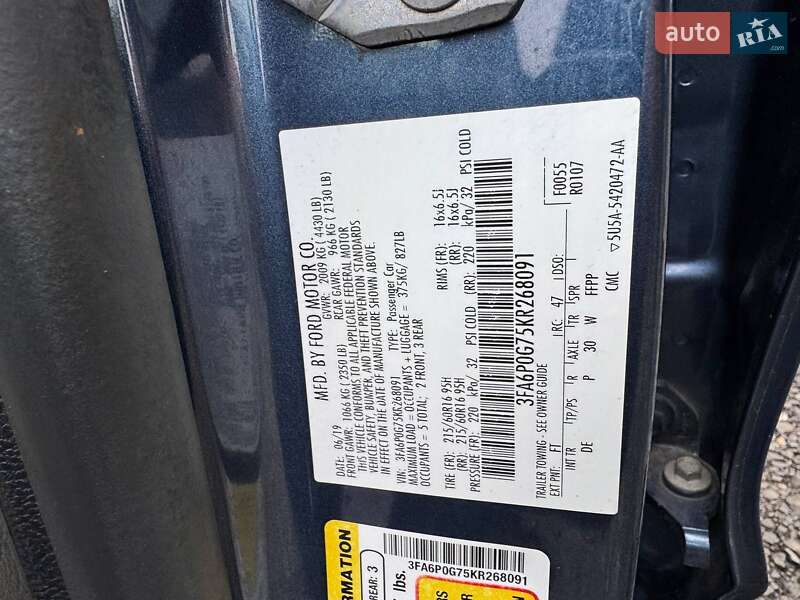 auto RIA.com
MFD. BY FORD MOTOR CO.
DATE: 06/19 GVWR: 2009 KG ( 4430 LB)
FRONT GAWR: 1066 KG ( 2350 LB) REAR GAWR: 966 KG ( 2130 LB)
THIS VEHICLE CONFORMS TO ALL APPLICABLE FEDERAL MOTOR
VEHICLE SAFETY, BUMPER, AND THEFT PREVENTION STANDARDS
IN EFFECT ON THE DATE OF MANUFACTURE SHOWN ABOVE.
VIN: 3FA6P0G75KR268091 TYPE: Passenger Car
MAXIMUM LOAD = OCCUPANTS + LUGGAGE = 375KG/ 827LB
OCCUPANTS = 5 TOTAL; 2 FRONT, 3 REAR
TIRE (FR): 215/60R16 95H RIMS (FR): 16x6.5J
(RR): 215/60R16 95H (RR): 16x6.5J
PRESSURE (FR): 220 kPa/ 32 PSI COLD (RR): 220 kPa/ 32 PSI COLD
3FA6P0G75KR268091
TRAILER TOWING - SEE OWNER GUIDE
F0055
R0107
EXT PNT: FT RC: 47 DSO:
INT TR TP/PS R AXLE TR SPR
DE P 30 W FFPP
CMC ▽5U5A-5420472-AA
3FA6P0G75KR268091
RMATION
REAR: 3
lbs.